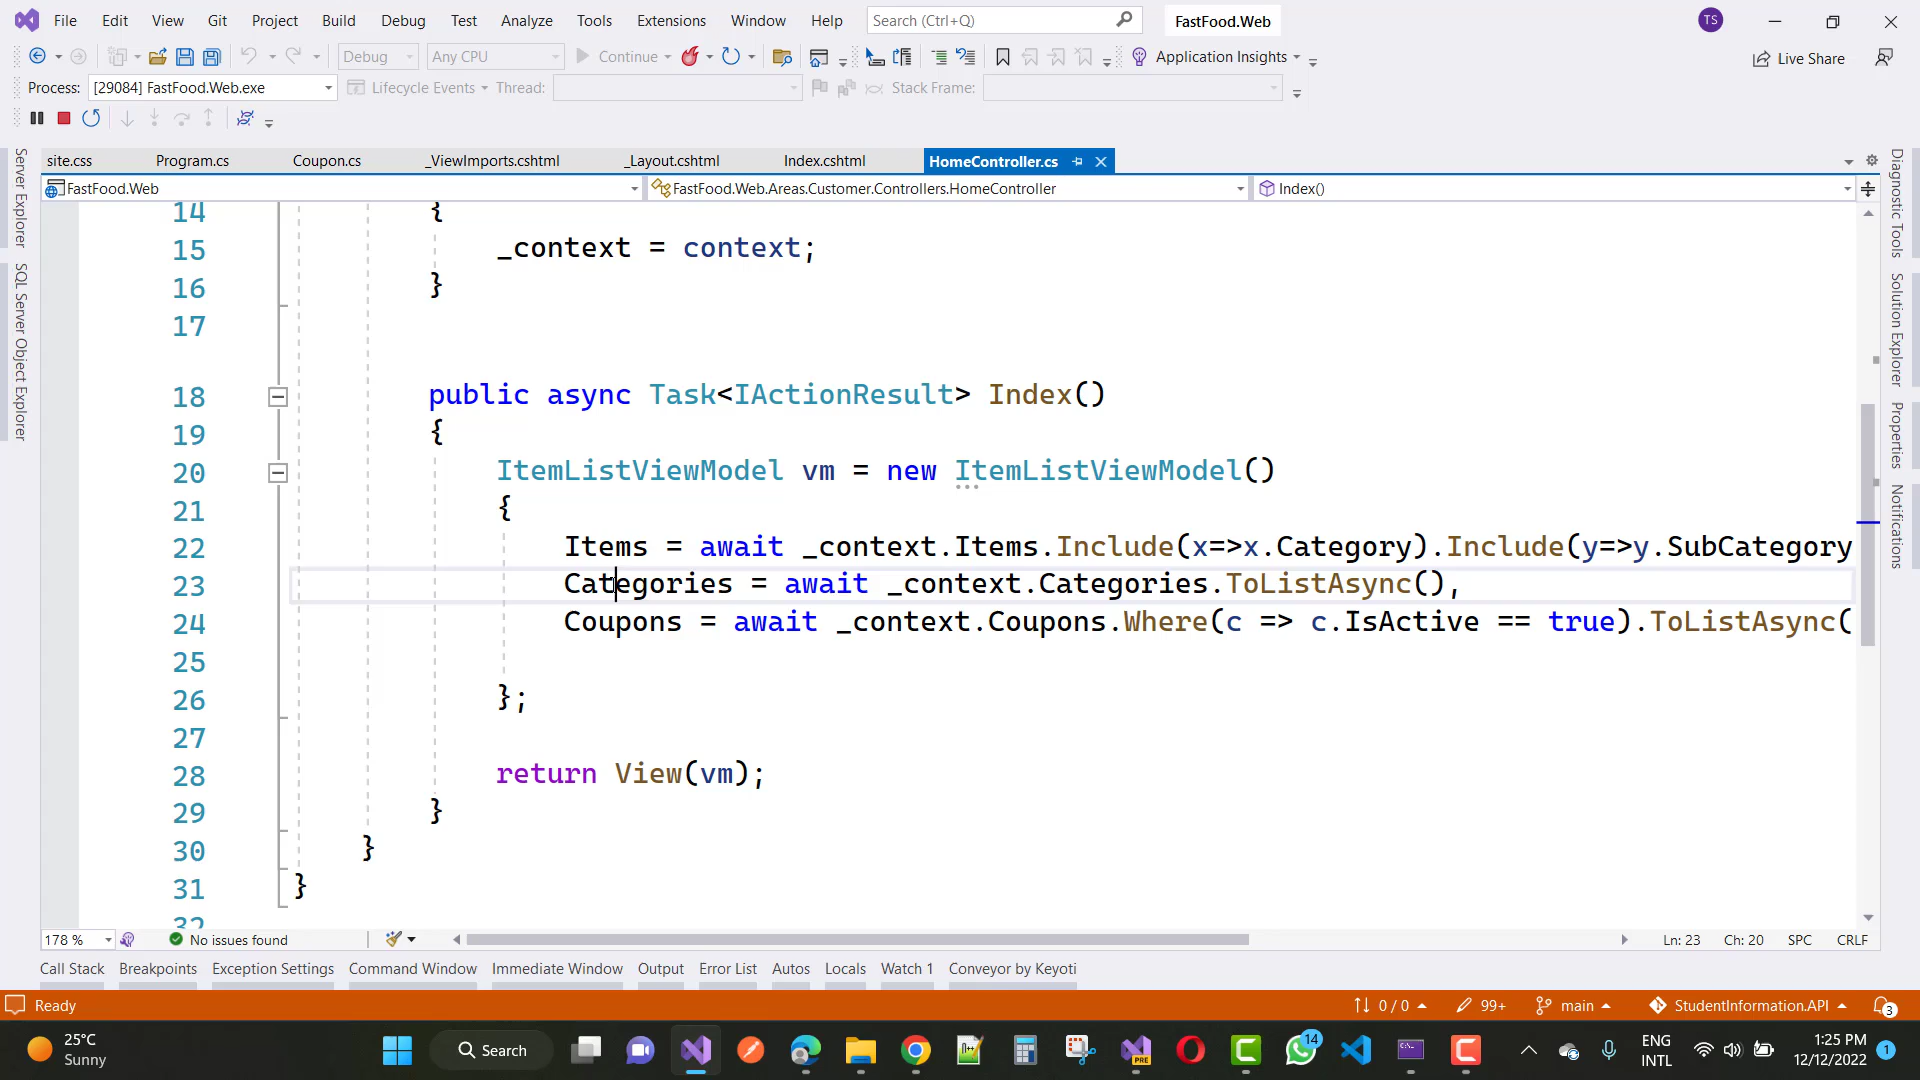 File Edit View Git Project Build Debug Test Analyze Tools Extensions Window Help Search (Ctrl+Q) FastFood.Web TS
Debug Any CPU Continue Application Insights Live Share
Process: [29084] FastFood.Web.exe Lifecycle Events Thread: Stack Frame:
site.css Program.cs Coupon.cs _ViewImports.cshtml _Layout.cshtml Index.cshtml HomeController.cs
FastFood.Web FastFood.Web.Areas.Customer.Controllers.HomeController Index()
Server Explorer
SQL Server Object Explorer
14 {
15 _context = context;
16 }
17
18 public async Task<IActionResult> Index()
19 {
20 ItemListViewModel vm = new ItemListViewModel()
21 {
22 Items = await _context.Items.Include(x=>x.Category).Include(y=>y.SubCategory
23 Categories = await _context.Categories.ToListAsync(),
24 Coupons = await _context.Coupons.Where(c => c.IsActive == true).ToListAsync(
25
26 };
27
28 return View(vm);
29 }
30 }
31 }
32
Diagnostic Tools
Solution Explorer
Properties
Notifications
178 % No issues found Ln: 23 Ch: 20 SPC CRLF
Call Stack Breakpoints Exception Settings Command Window Immediate Window Output Error List Autos Locals Watch 1 Conveyor by Keyoti
Ready 0 / 0 99+ main StudentInformation.API 3
25°C
Sunny
Search
PRE
14
ENG
INTL
1:25 PM
12/12/2022
1